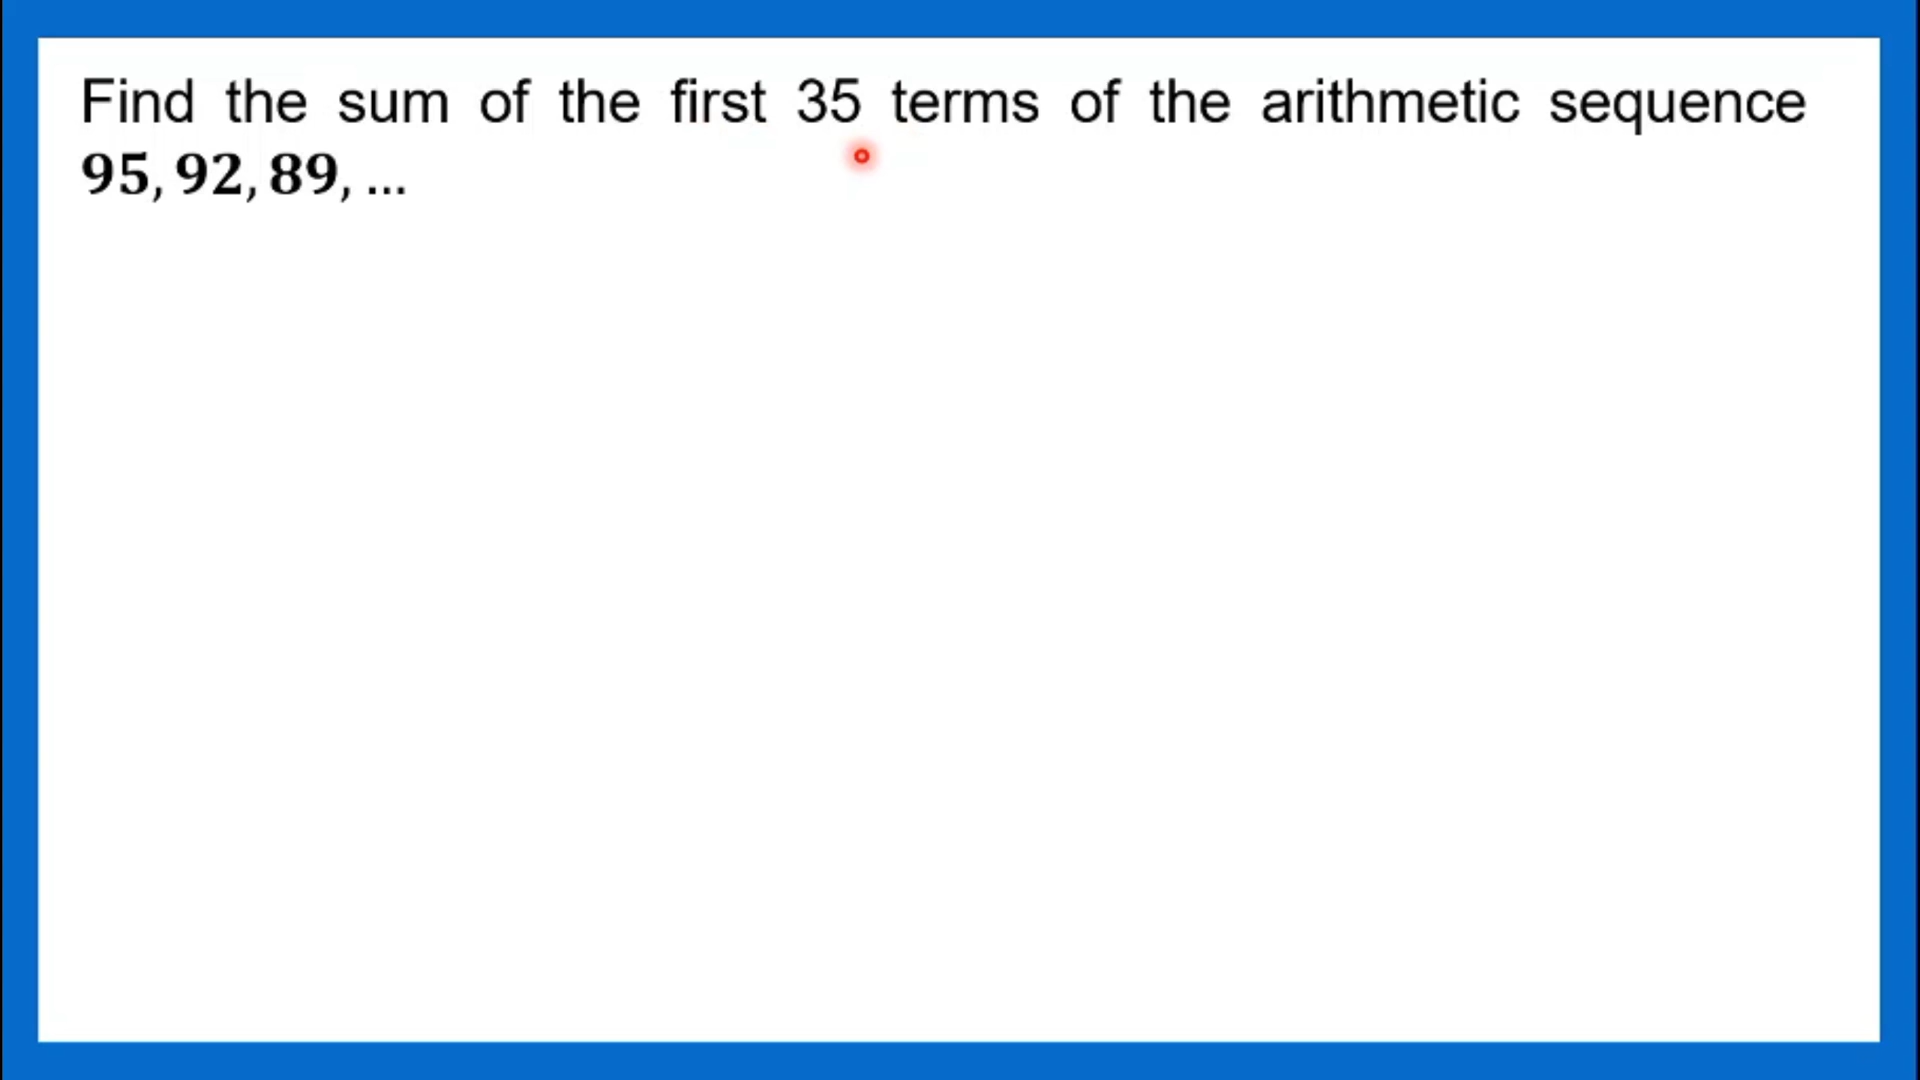 Find the sum of the first 35 terms of the arithmetic sequence
95, 92, 89, ...